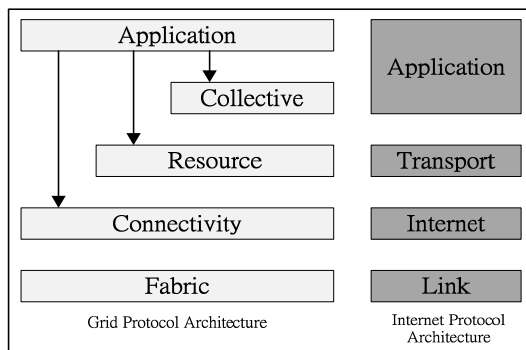 Application
Collective
Resource
Connectivity
Fabric
Grid Protocol Architecture
Application
Transport
Internet
Link
Internet Protocol
Architecture